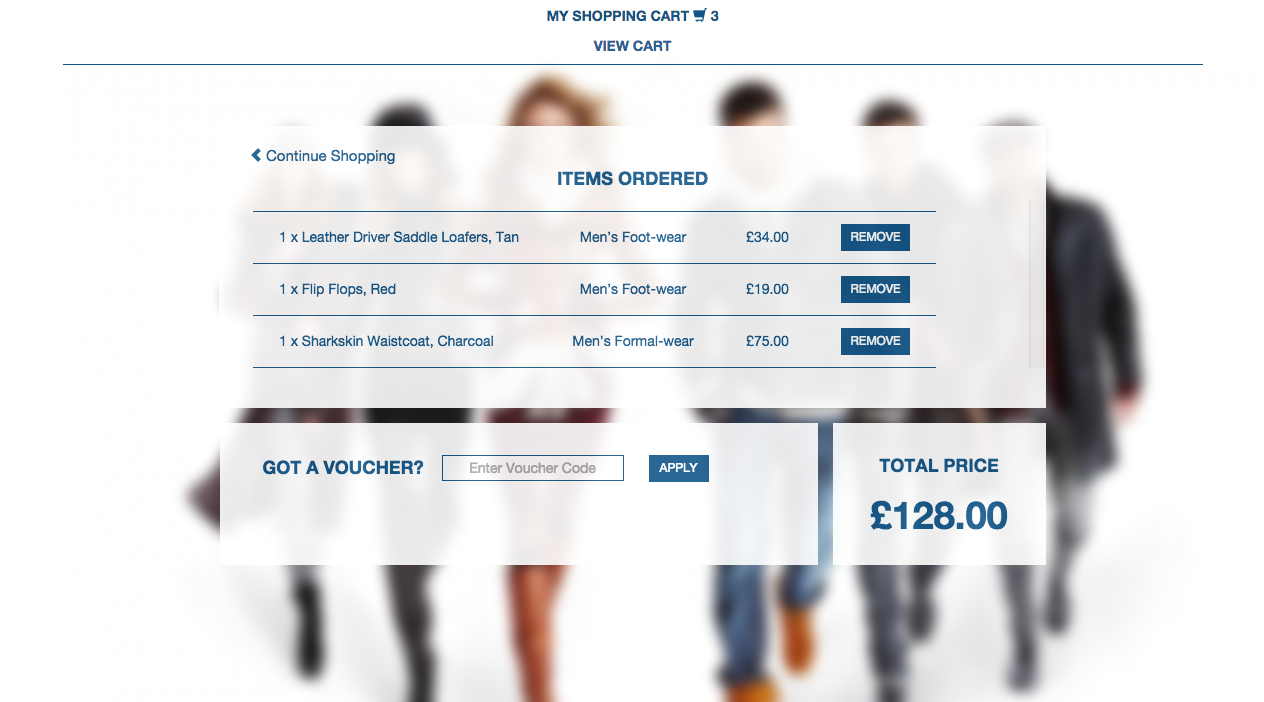 MY SHOPPING CART 3
VIEW CART
Continue Shopping
ITEMS ORDERED
1 x Leather Driver Saddle Loafers, Tan Men’s Foot-wear £34.00 REMOVE
1 x Flip Flops, Red Men’s Foot-wear £19.00 REMOVE
1 x Sharkskin Waistcoat, Charcoal Men’s Formal-wear £75.00 REMOVE
GOT A VOUCHER? Enter Voucher Code APPLY
TOTAL PRICE
£128.00